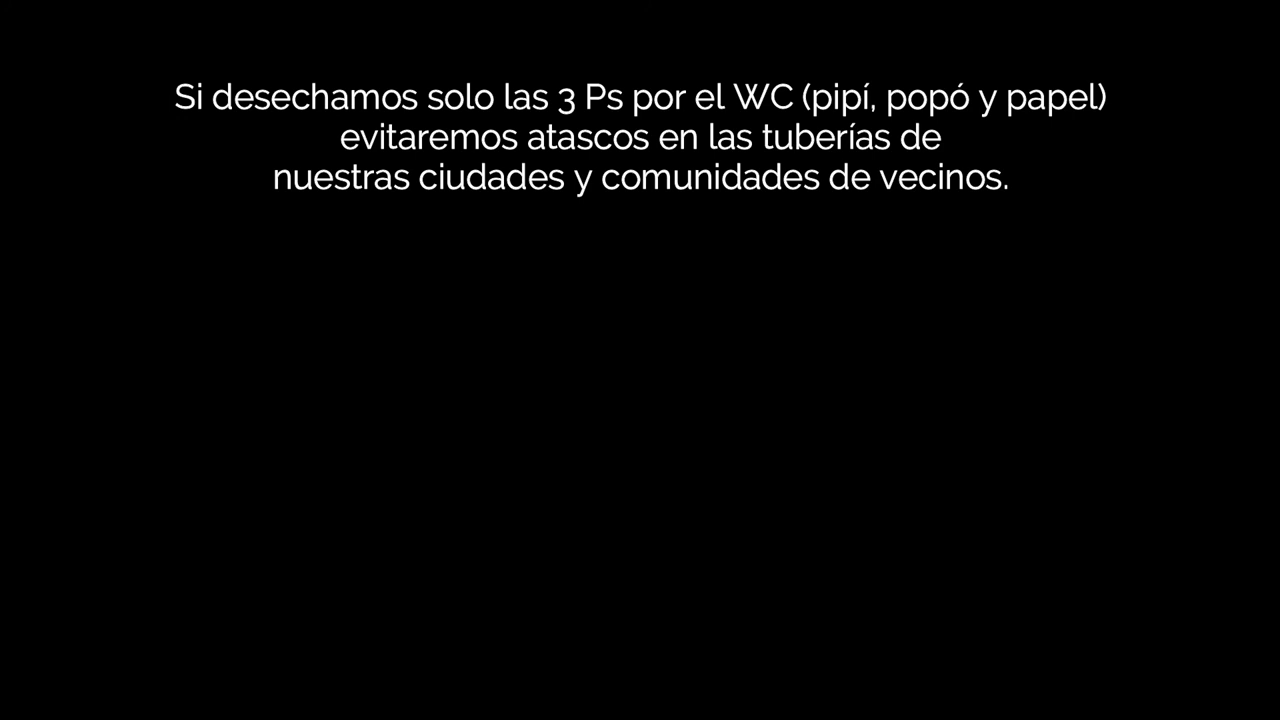 Si desechamos solo las 3 Ps por el WC (pipí, popó y papel)
evitaremos atascos en las tuberías de
nuestras ciudades y comunidades de vecinos.